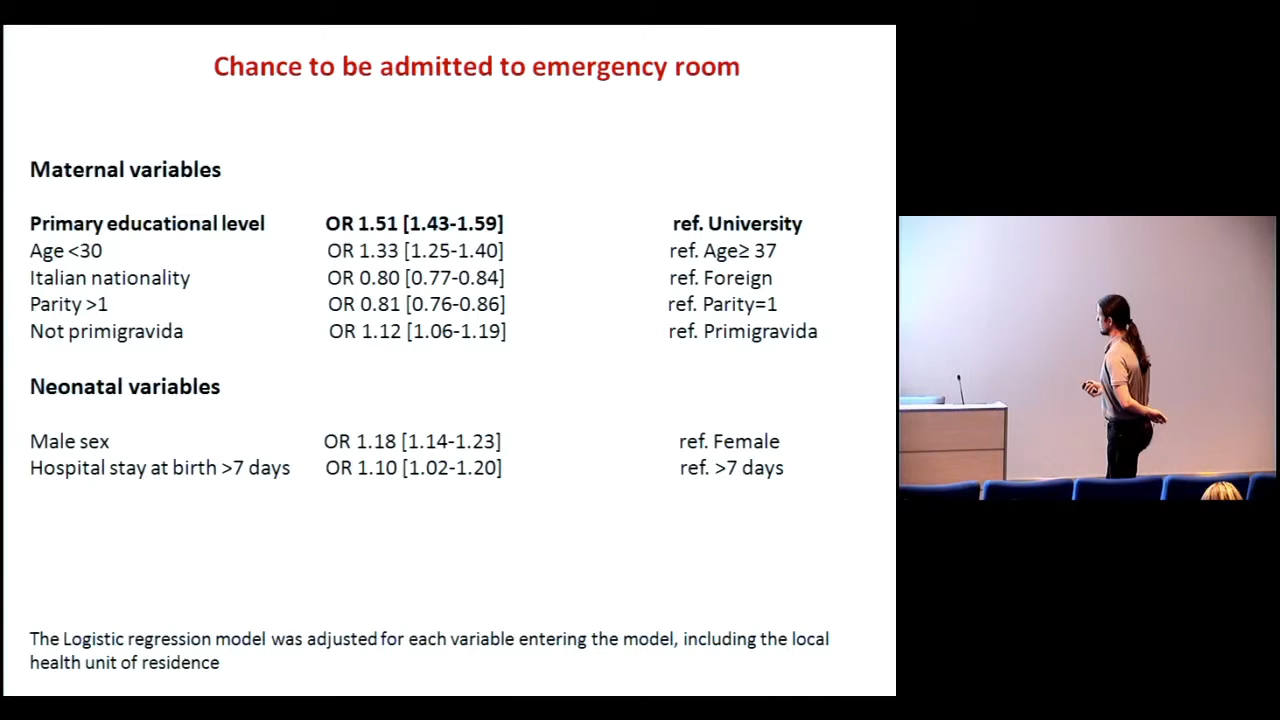 Chance to be admitted to emergency room
Maternal variables
Primary educational level OR 1.51 [1.43-1.59] ref. University
Age <30 OR 1.33 [1.25-1.40] ref. Age≥ 37
Italian nationality OR 0.80 [0.77-0.84] ref. Foreign
Parity >1 OR 0.81 [0.76-0.86] ref. Parity=1
Not primigravida OR 1.12 [1.06-1.19] ref. Primigravida
Neonatal variables
Male sex OR 1.18 [1.14-1.23] ref. Female
Hospital stay at birth >7 days OR 1.10 [1.02-1.20] ref. >7 days
The Logistic regression model was adjusted for each variable entering the model, including the local
health unit of residence